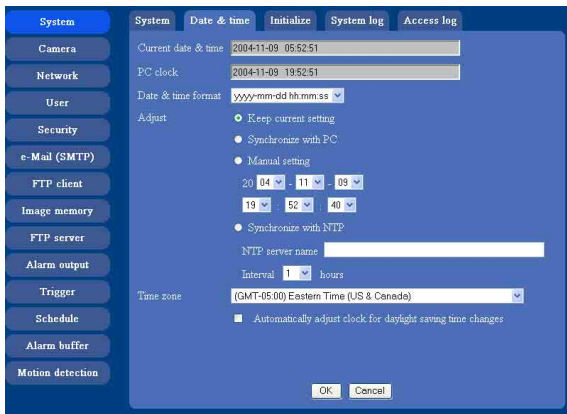 System
Camera
Network
User
Security
e-Mail (SMTP)
FTP client
Image memory
FTP server
Alarm output
Trigger
Schedule
Alarm buffer
Motion detection
System Date & time Initialize System log Access log
Current date & time 2004-11-09 05:52:51
PC clock 2004-11-09 19:52:51
Date & time format yyyy-mm-dd hh:mm:ss
Adjust Keep current setting
Synchronize with PC
Manual setting
20 04 - 11 - 09
19 : 52 : 40
Synchronize with NTP
NTP server name
Interval 1 hours
Time zone (GMT-05:00) Eastern Time (US & Canada)
Automatically adjust clock for daylight saving time changes
OK Cancel